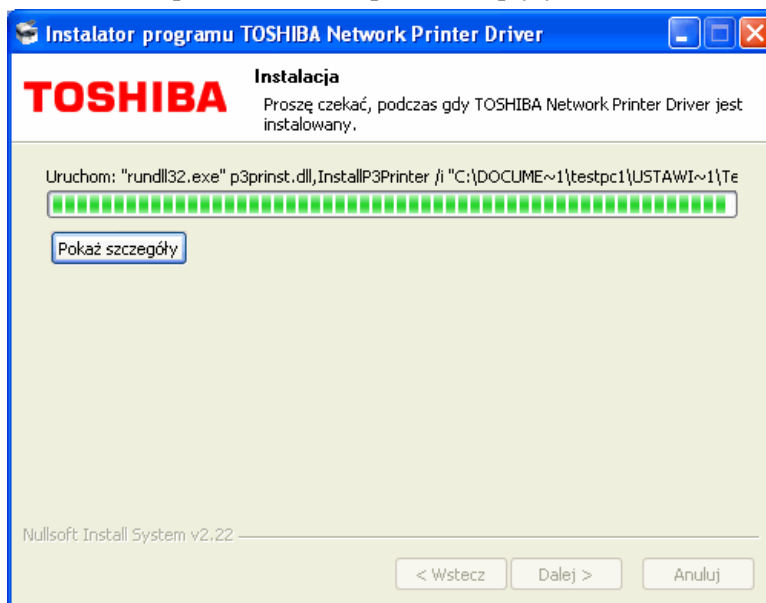 Instalator programu TOSHIBA Network Printer Driver
TOSHIBA
Instalacja
Proszę czekać, podczas gdy TOSHIBA Network Printer Driver jest
instalowany.
Uruchom: "rundll32.exe" p3prinst.dll,InstallP3Printer /i "C:\DOCUME~1\testpc1\USTAWI~1\Te
Pokaż szczegóły
Nullsoft Install System v2.22
< Wstecz
Dalej >
Anuluj